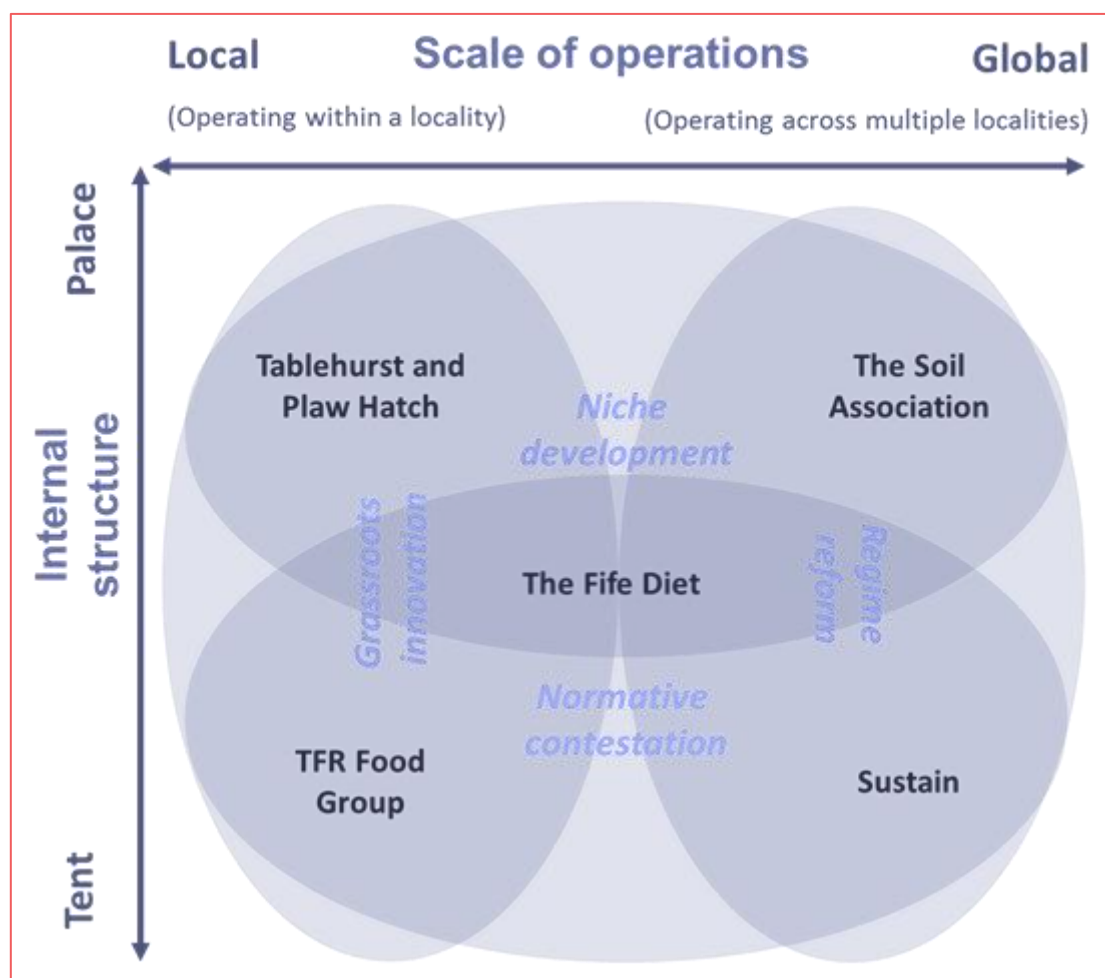 Local
Scale of operations
Global
(Operating within a locality)
(Operating across multiple localities)
Palace
Internal
structure
Tent
Tablehurst and
Plaw Hatch
The Soil
Association
Niche
development
Grassroots
innovation
The Fife Diet
Regime
reform
Normative
contestation
TFR Food
Group
Sustain